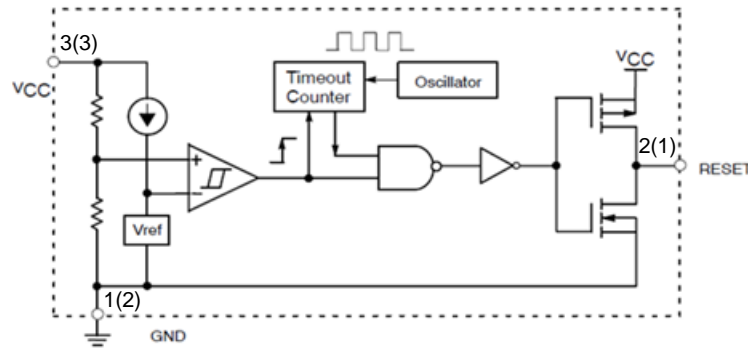 3(3)
VCC
Timeout
Counter
Oscillator
VCC
2(1)
RESET
+
−
Vref
1(2)
GND